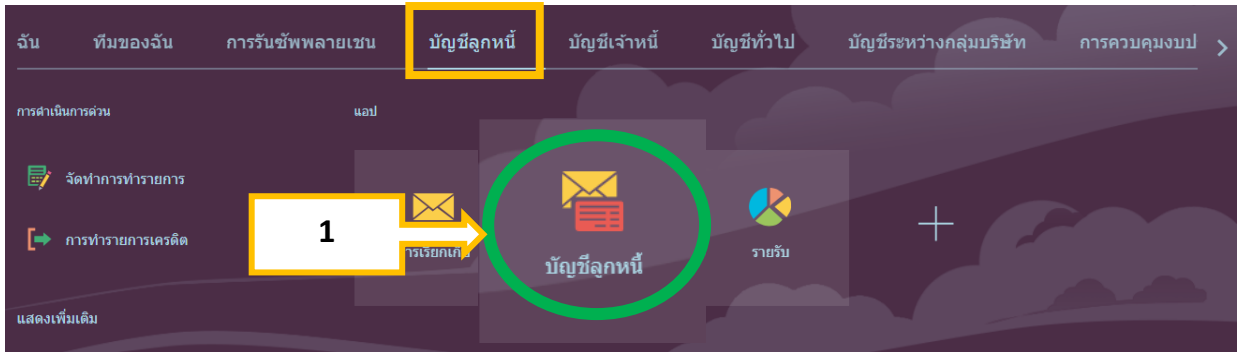 ฉัน ทีมของฉัน การรันซัพพลายเชน บัญชีลูกหนี้ บัญชีเจ้าหนี้ บัญชีทั่วไป บัญชีระหว่างกลุ่มบริษัท การควบคุมงบป
การดำเนินการด่วน แอป
จัดทำการทำรายการ
1
การทำรายการเครดิต
บัญชีลูกหนี้
รายรับ
แสดงเพิ่มเติม